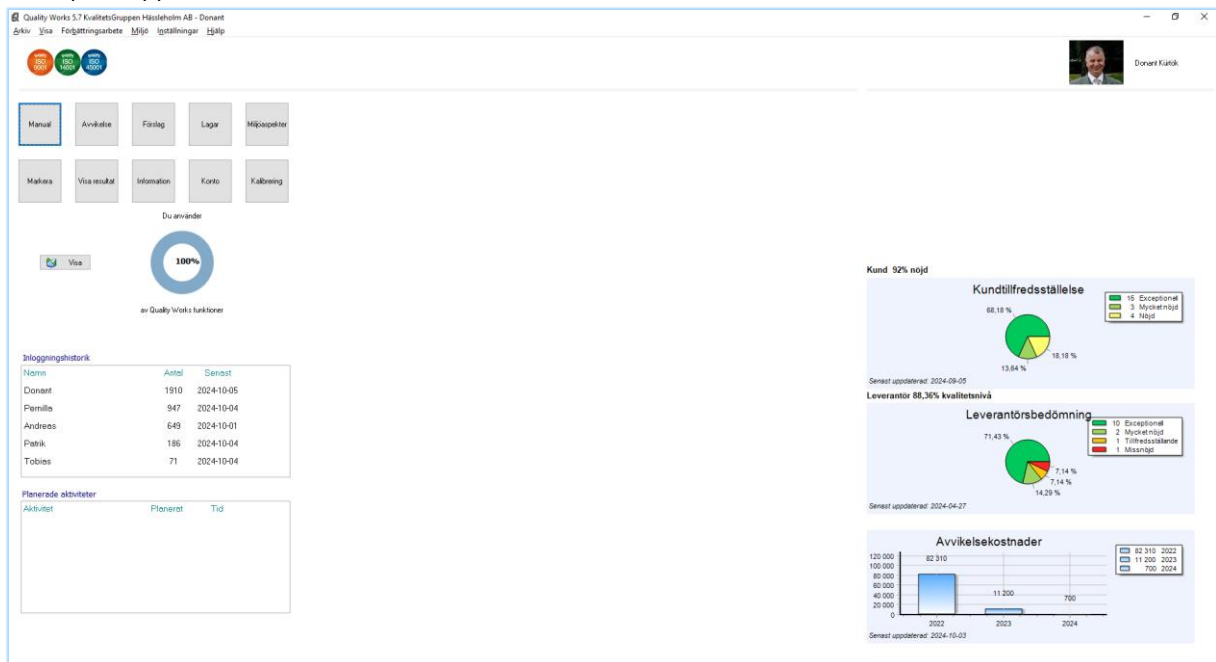 Quality Works 5.7 KvalitetsGruppen Hässleholm AB - Donant
Arkiv Visa Förbättringsarbete Miljö Inställningar Hjälp
ISO 9001 ISO 14001 ISO 45001
Donant Kürtök
Manual Avvikelse Förslag Lagar Miljöaspekter
Markera Visa resultat Information Konto Kalibrering
Du använder
Visa
100%
av Quality Works funktioner
Inloggningshistorik
Namn Antal Senast
Donant 1910 2024-10-05
Pernilla 947 2024-10-04
Andreas 649 2024-10-01
Patrik 186 2024-10-04
Tobias 71 2024-10-04
Planerade aktiviteter
Aktivitet Planerat Tid
Kund 92% nöjd
Kundtillfredsställelse
15 Exceptionell
3 Mycket nöjd
4 Nöjd
68,18 %
18,18 %
13,64 %
Senast uppdaterad: 2024-09-05
Leverantör 88,36% kvalitetsnivå
Leverantörsbedömning
10 Exceptionell
2 Mycket nöjd
1 Tillfredsställande
1 Missnöjd
71,43 %
7,14 %
7,14 %
14,29 %
Senast uppdaterad: 2024-04-27
Avvikelsekostnader
82 310 2022
11 200 2023
700 2024
120 000
100 000
80 000
60 000
40 000
20 000
0
82 310
11 200
700
2022 2023 2024
Senast uppdaterad: 2024-10-03